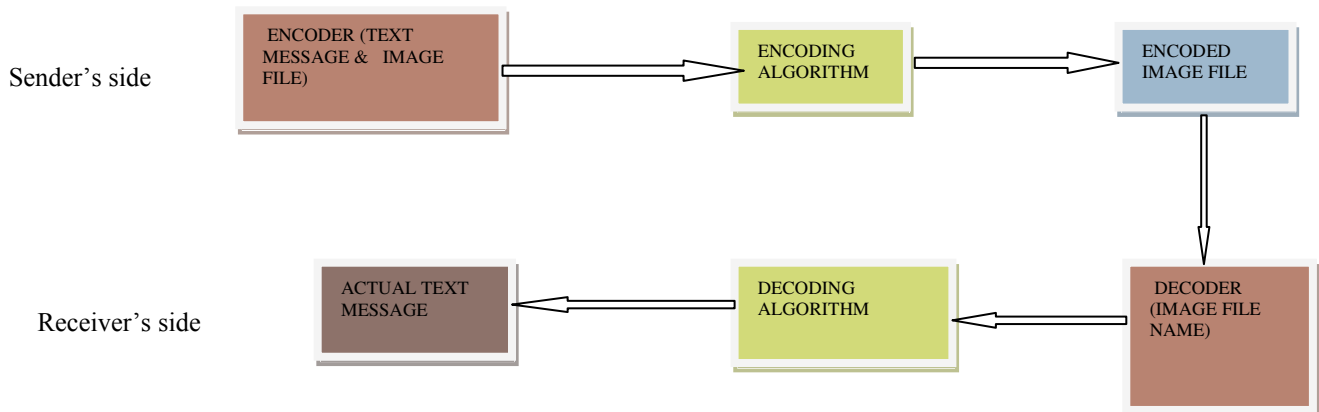 Sender's side
ENCODER (TEXT
MESSAGE & IMAGE
FILE)
ENCODING
ALGORITHM
ENCODED
IMAGE FILE
Receiver's side
ACTUAL TEXT
MESSAGE
DECODING
ALGORITHM
DECODER
(IMAGE FILE
NAME)